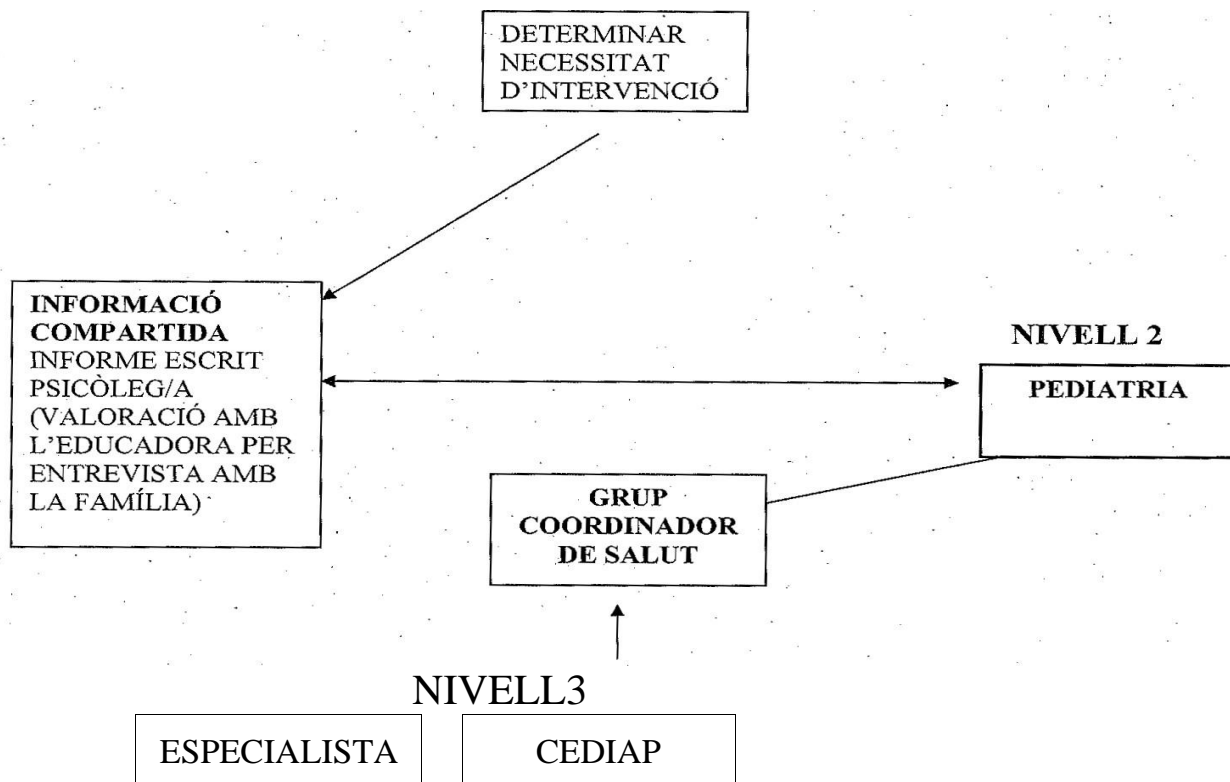 DETERMINAR
NECESSITAT
D'INTERVENCIÓ
INFORMACIÓ
COMPARTIDA
INFORME ESCRIT
PSICÒLEG/A
(VALORACIÓ AMB
L'EDUCADORA PER
ENTREVISTA AMB
LA FAMÍLIA)
NIVELL 2
PEDIATRIA
GRUP
COORDINADOR
DE SALUT
NIVELL3
ESPECIALISTA
CEDIAP